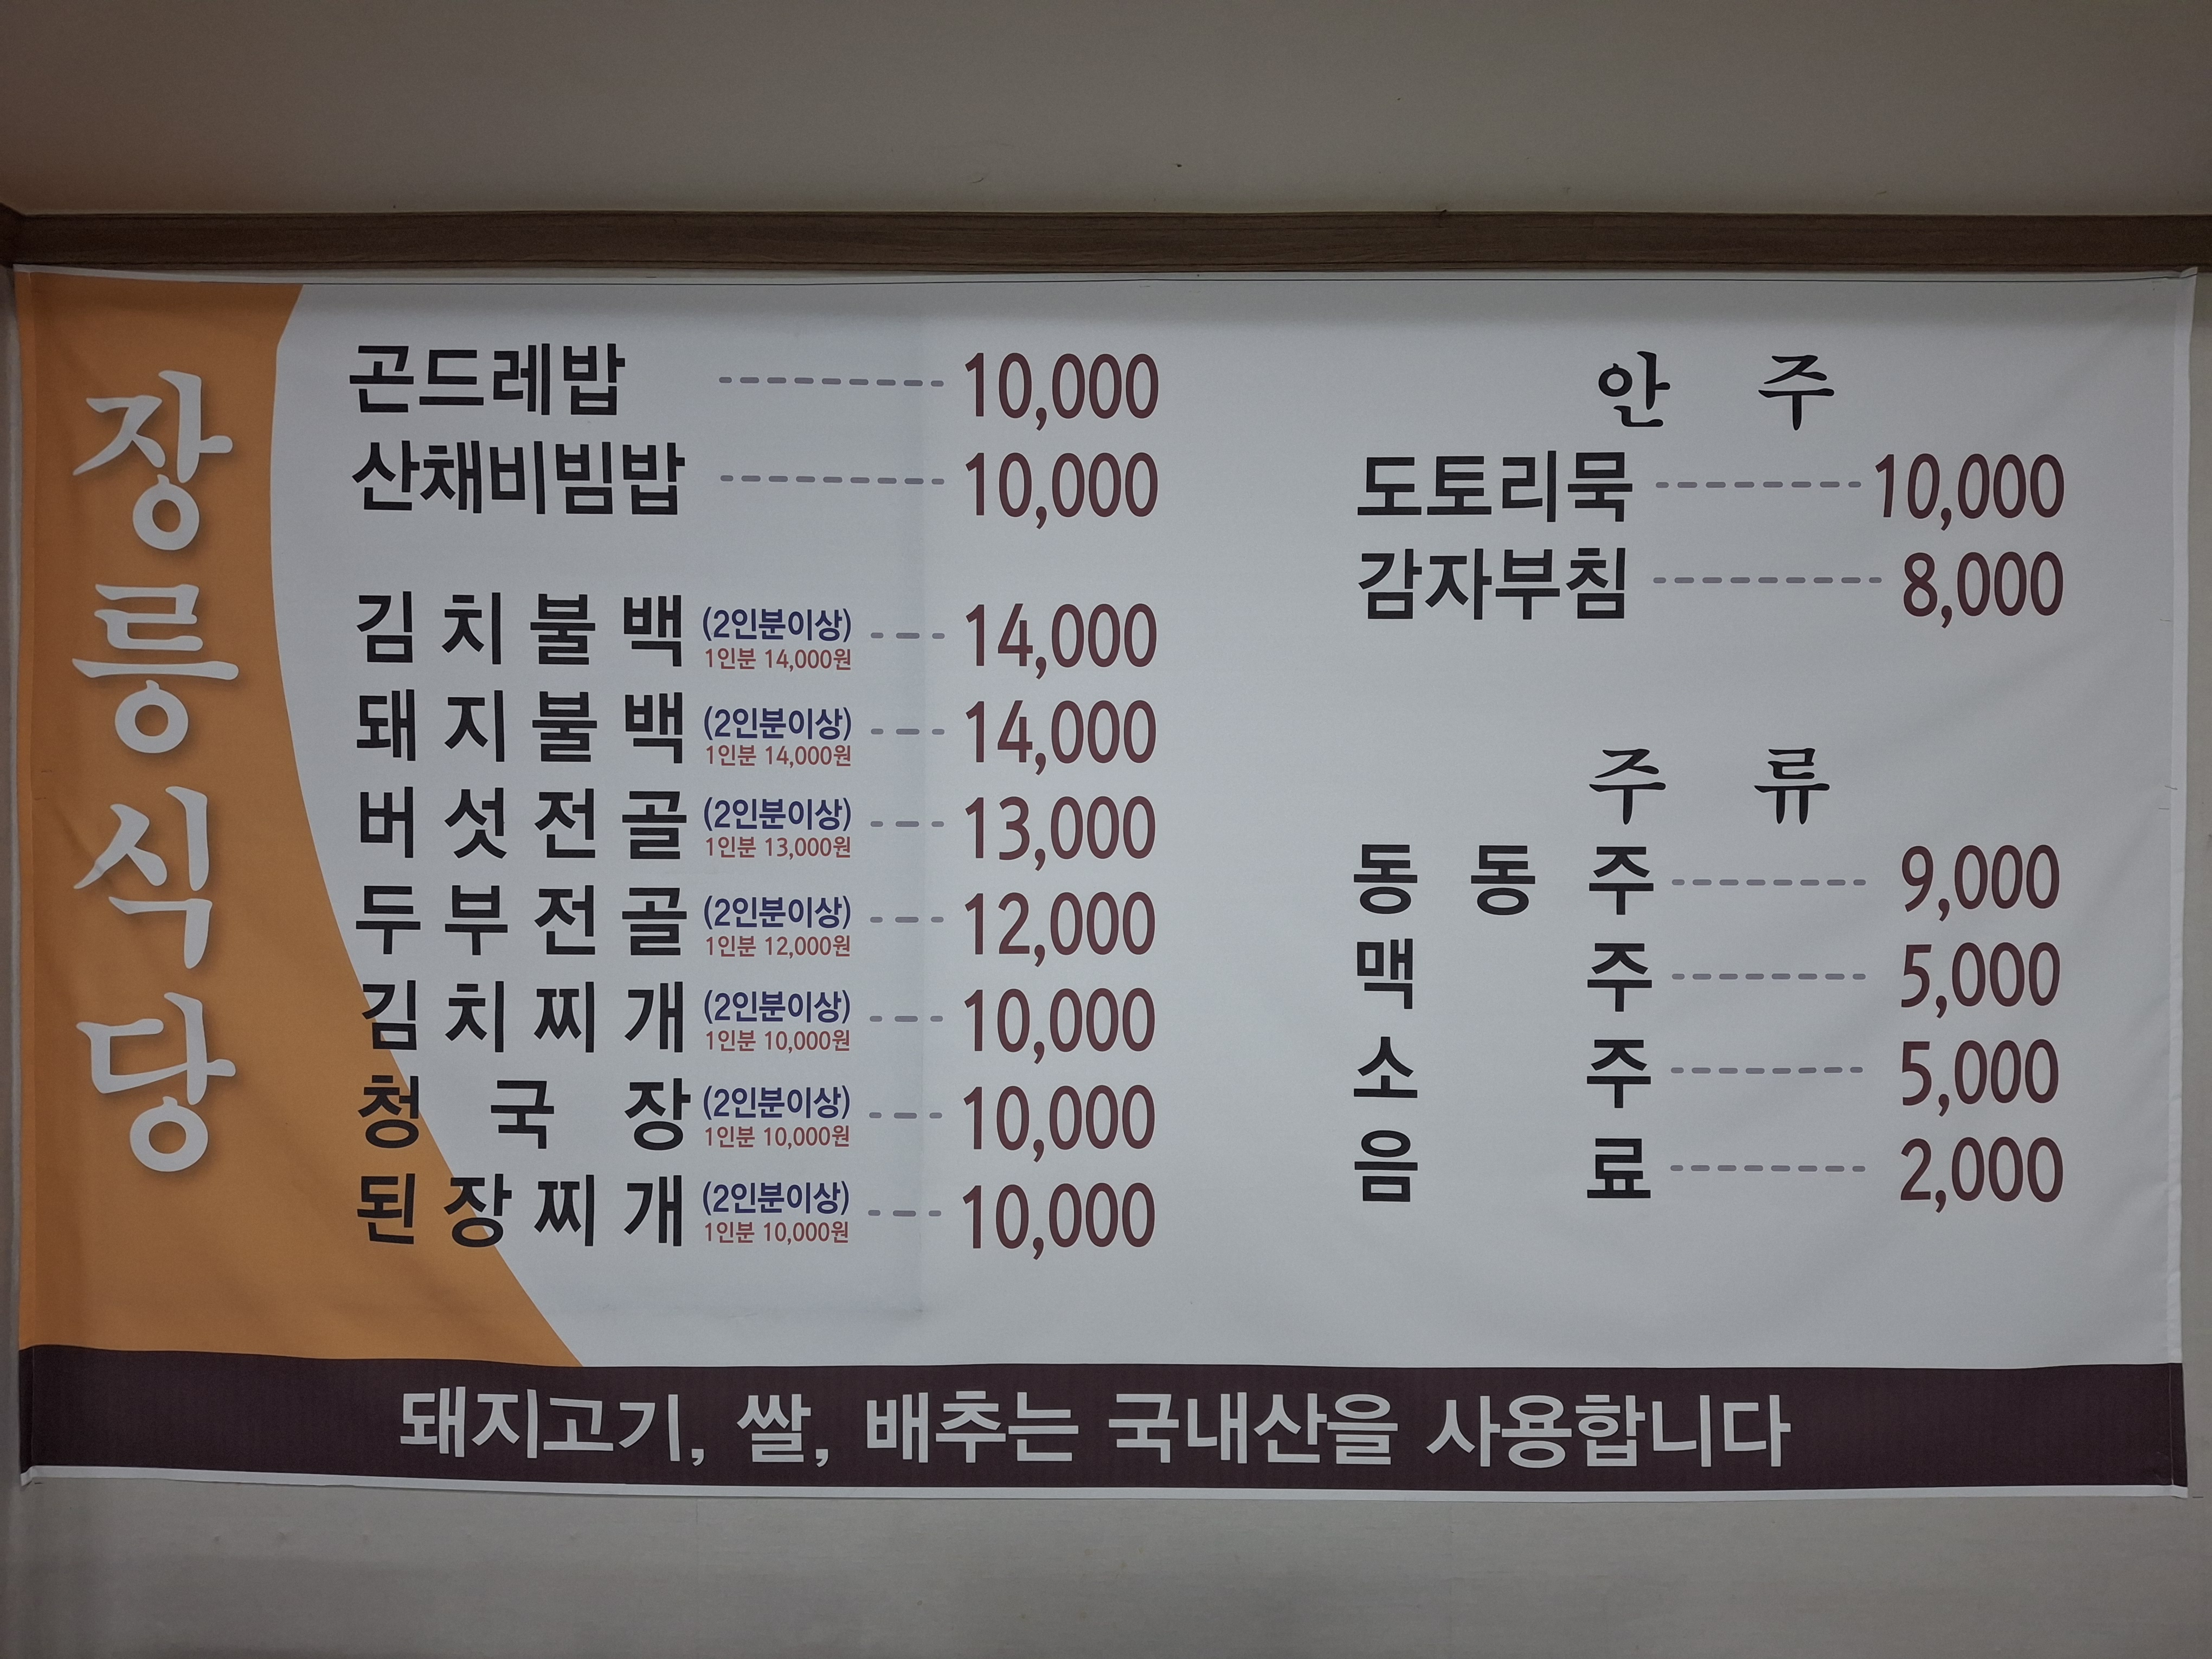 장릉식당
곤드레밥 --------- 10,000
산채비빔밥 --------- 10,000
김치불백 (2인분이상) --- 14,000
1인분 14,000원
돼지불백 (2인분이상) --- 14,000
1인분 14,000원
버섯전골 (2인분이상) --- 13,000
1인분 13,000원
두부전골 (2인분이상) --- 12,000
1인분 12,000원
김치찌개 (2인분이상) --- 10,000
1인분 10,000원
청국장 (2인분이상) --- 10,000
1인분 10,000원
된장찌개 (2인분이상) --- 10,000
1인분 10,000원
안주
도토리묵 -------- 10,000
감자부침 --------- 8,000
주류
동동주 -------- 9,000
맥주 -------- 5,000
소주 -------- 5,000
음료 -------- 2,000
돼지고기, 쌀, 배추는 국내산을 사용합니다